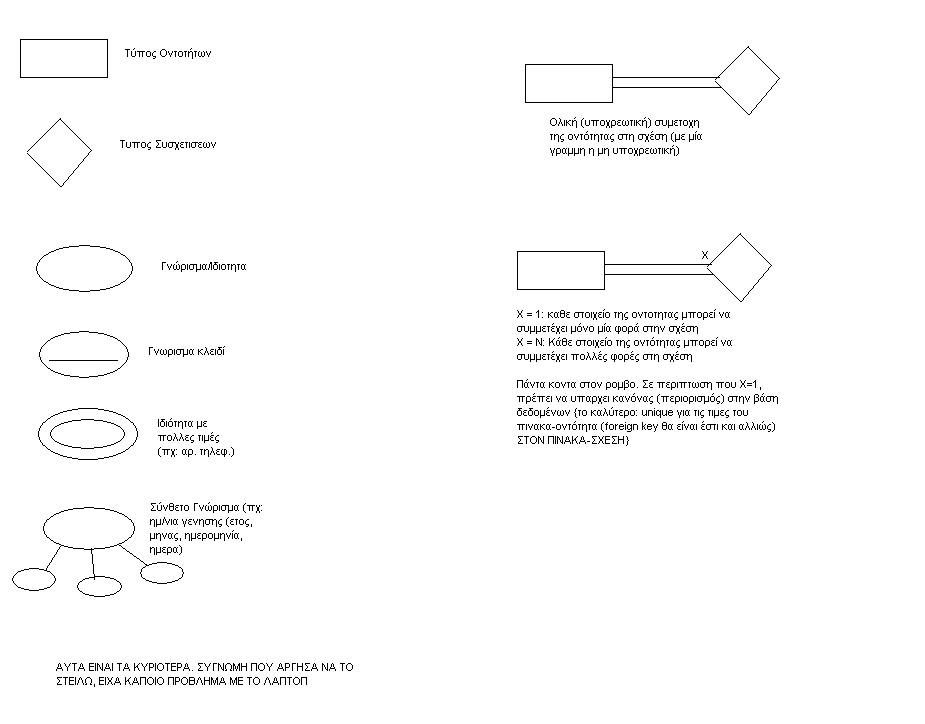 Τύπος Οντοτήτων
Τυπος Συσχετισεων
Γνώρισμα/Ιδιοτητα
Γνωρισμα κλειδί
Ιδιότητα με
πολλες τιμές
(πχ: αρ. τηλεφ.)
Σύνθετο Γνώρισμα (πχ:
ημ/νια γενησης (ετος,
μηνας, ημερομηνία,
ημερα)
ΑΥΤΑ ΕΙΝΑΙ ΤΑ ΚΥΡΙΟΤΕΡΑ. ΣΥΓΝΩΜΗ ΠΟΥ ΑΡΓΗΣΑ ΝΑ ΤΟ
ΣΤΕΙΛΩ, ΕΙΧΑ ΚΑΠΟΙΟ ΠΡΟΒΛΗΜΑ ΜΕ ΤΟ ΛΑΠΤΟΠ
Ολική (υποχρεωτική) συμετοχη
της οντότητας στη σχέση (με μία
γραμμη η μη υποχρεωτική)
X
X = 1: καθε στοιχείο της οντοτητας μπορεί να
συμμετέχει μόνο μία φορά στην σχέση
X = N: Κάθε στοιχείο της οντότητας μπορεί να
συμμετέχει πολλές φορές στη σχέση
Πάντα κοντα στον ρομβο. Σε περιπτωση που X=1,
πρέπει να υπαρχει κανόνας (περιορισμός) στην βάση
δεδομένων {το καλύτερο: unique για τις τιμες του
πινακα-οντότητα (foreign key θα είναι έστι και αλλιώς)
ΣΤΟΝ ΠΙΝΑΚΑ-ΣΧΕΣΗ}